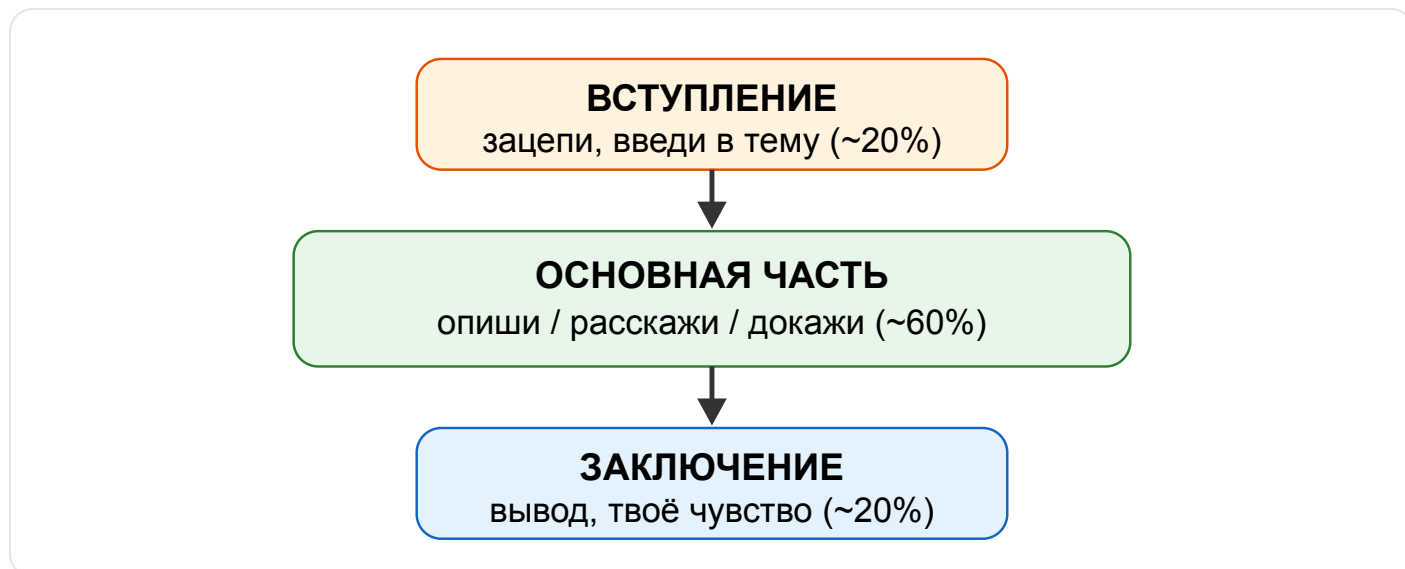 ВСТУПЛЕНИЕ
зацепи, введи в тему (~20%)
ОСНОВНАЯ ЧАСТЬ
опиши / расскажи / докажи (~60%)
ЗАКЛЮЧЕНИЕ
вывод, твоё чувство (~20%)